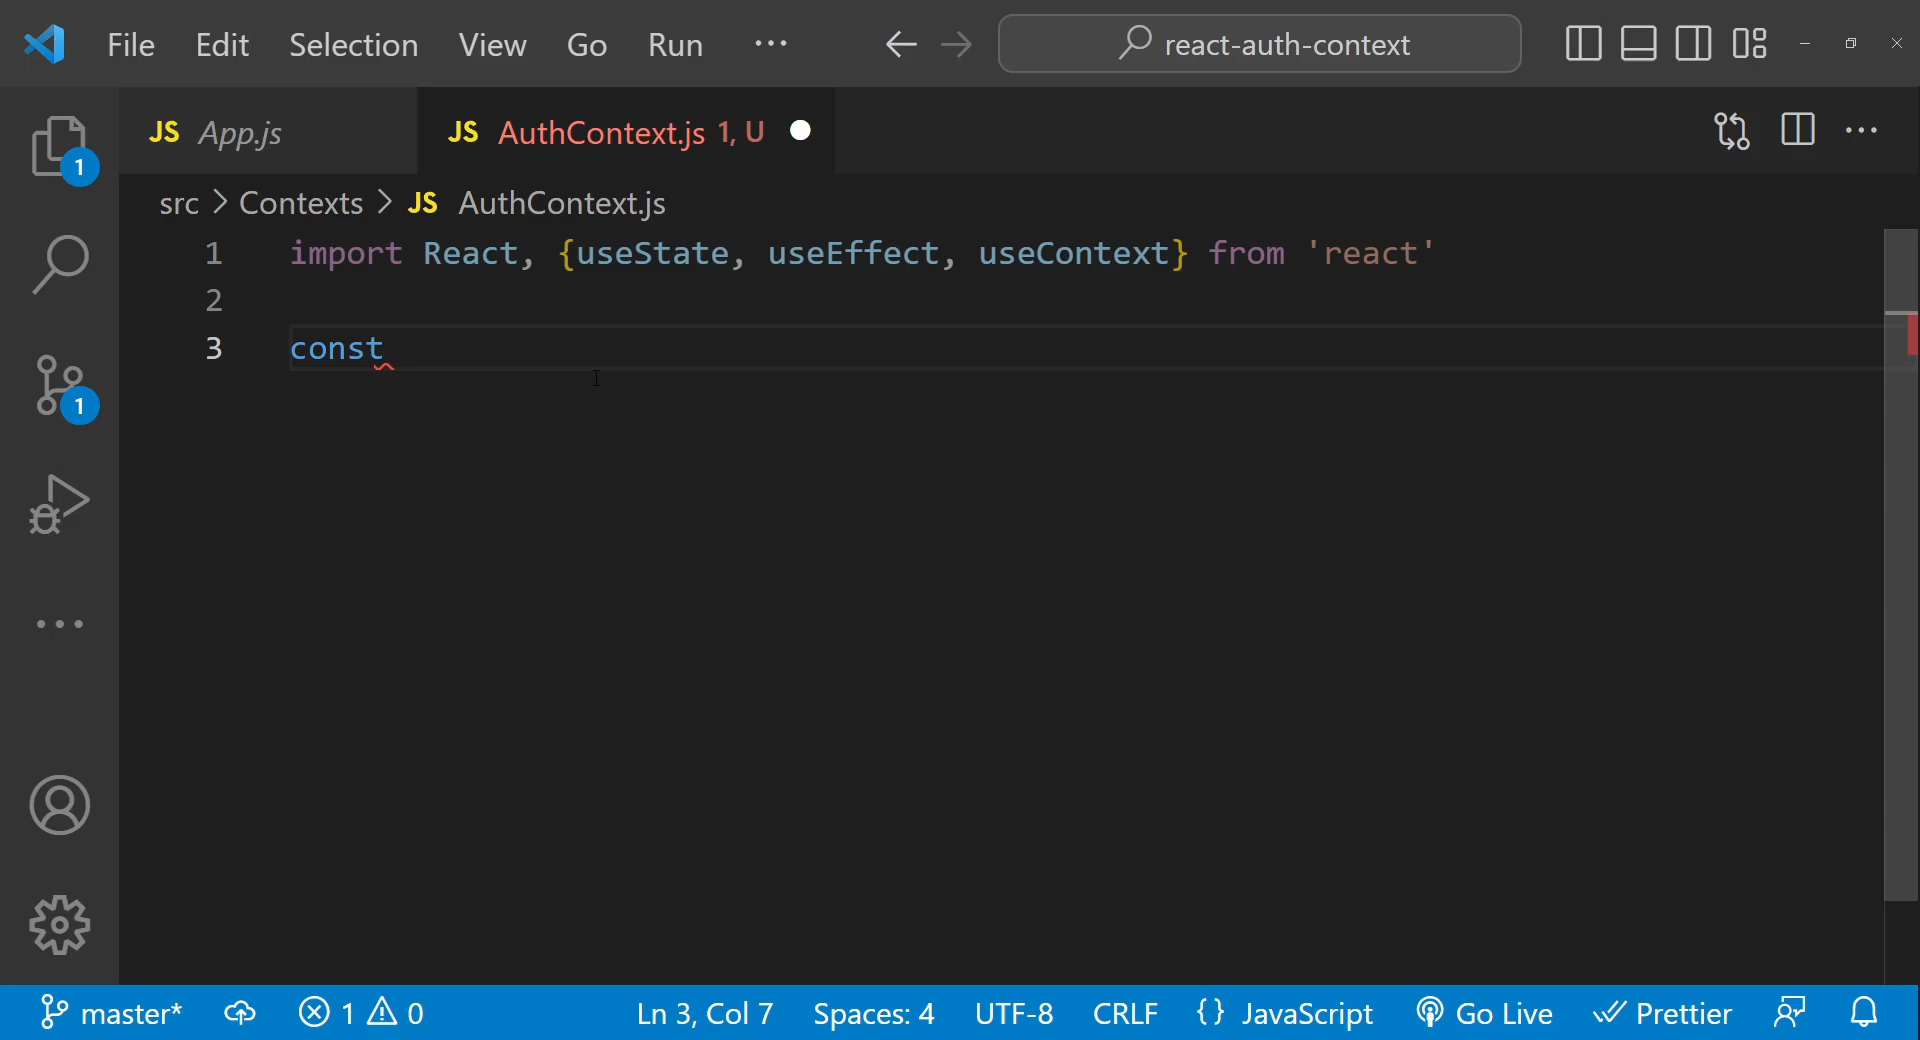 File Edit Selection View Go Run ··· react-auth-context
JS App.js JS AuthContext.js 1, U
src > Contexts > JS AuthContext.js
1 import React, {useState, useEffect, useContext} from 'react'
2
3 const
1
1
master* 1 0 Ln 3, Col 7 Spaces: 4 UTF-8 CRLF {} JavaScript Go Live Prettier